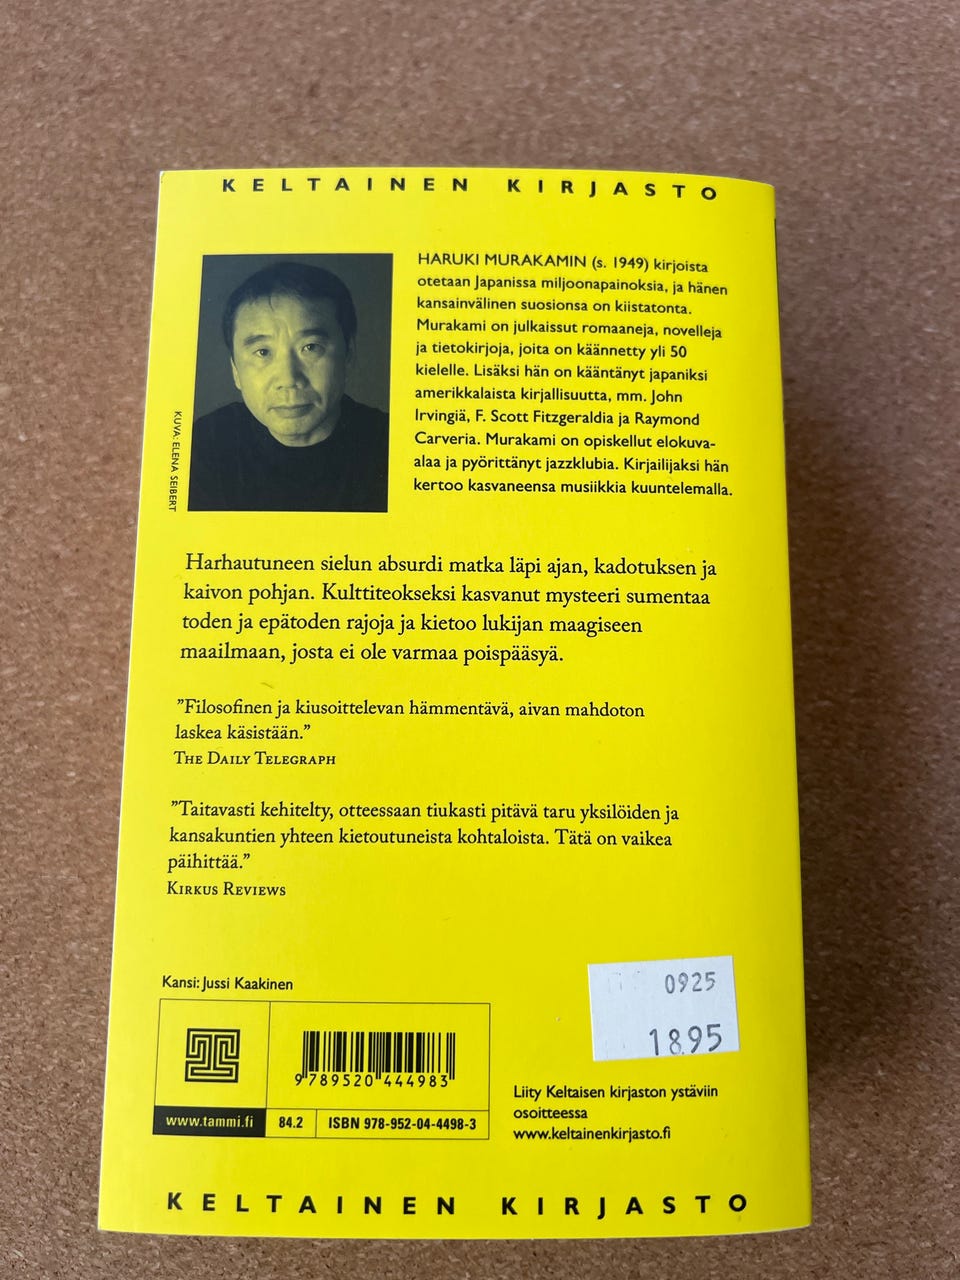 KELTAINEN KIRJASTO
HARUKI MURAKAMIN (s. 1949) kirjoista
otetaan Japanissa miljoonapainoksia, ja hänen
kansainvälinen suosionsa on kiistatonta.
Murakami on julkaissut romaaneja, novelleja
ja tietokirjoja, joita on käännetty yli 50
kielelle. Lisäksi hän on kääntänyt japaniksi
amerikkalaista kirjallisuutta, mm. John
Irvingiä, F. Scott Fitzgeraldia ja Raymond
Carveria. Murakami on opiskellut elokuva-
alaa ja pyörittänyt jazzklubia. Kirjailijaksi hän
kertoo kasvaneensa musiikkia kuuntelemalla.
KUVA: ELENA SEIBERT
Harhautuneen sielun absurdi matka läpi ajan, kadotuksen ja
kaivon pohjan. Kulttiteokseksi kasvanut mysteeri sumentaa
toden ja epätoden rajoja ja kietoo lukijan maagiseen
maailmaan, josta ei ole varmaa poispääsyä.
”Filosofinen ja kiusoittelevan hämmentävä, aivan mahdoton
laskea käsistään.”
THE DAILY TELEGRAPH
”Taitavasti kehitelty, otteessaan tiukasti pitävä taru yksilöiden ja
kansakuntien yhteen kietoutuneista kohtaloista. Tätä on vaikea
päihittää.”
KIRKUS REVIEWS
Kansi: Jussi Kaakinen
9 789520 444983
www.tammi.fi
84.2
ISBN 978-952-04-4498-3
0925
18.95
Liity Keltaisen kirjaston ystäviin
osoitteessa
www.keltainenkirjasto.fi
KELTAINEN KIRJASTO